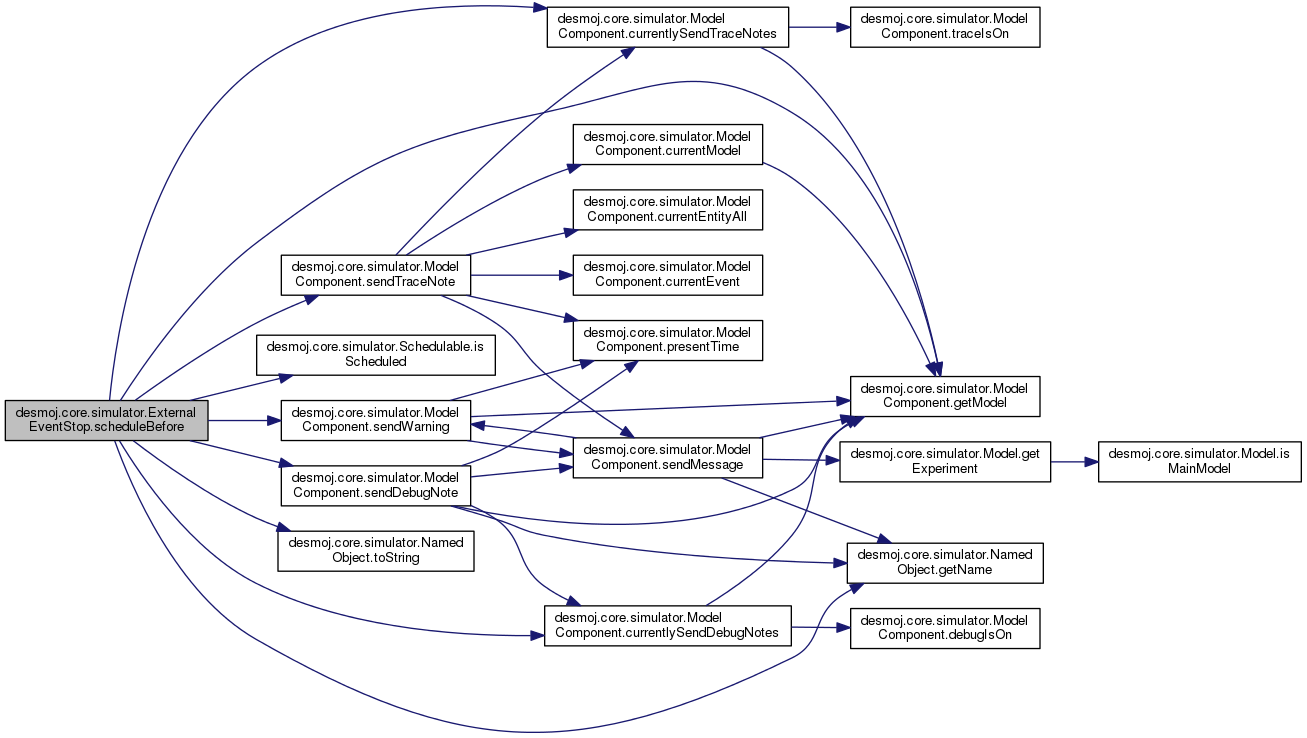 desmoj.core.simulator.External
EventStop.scheduleBefore
desmoj.core.simulator.Model
Component.currentlySendTraceNotes
desmoj.core.simulator.Model
Component.traceIsOn
desmoj.core.simulator.Model
Component.currentModel
desmoj.core.simulator.Model
Component.currentEntityAll
desmoj.core.simulator.Model
Component.sendTraceNote
desmoj.core.simulator.Model
Component.currentEvent
desmoj.core.simulator.Model
Component.presentTime
desmoj.core.simulator.Schedulable.is
Scheduled
desmoj.core.simulator.Model
Component.getModel
desmoj.core.simulator.Model
Component.sendWarning
desmoj.core.simulator.Model
Component.sendMessage
desmoj.core.simulator.Model.get
Experiment
desmoj.core.simulator.Model.is
MainModel
desmoj.core.simulator.Model
Component.sendDebugNote
desmoj.core.simulator.Named
Object.toString
desmoj.core.simulator.Named
Object.getName
desmoj.core.simulator.Model
Component.currentlySendDebugNotes
desmoj.core.simulator.Model
Component.debugIsOn